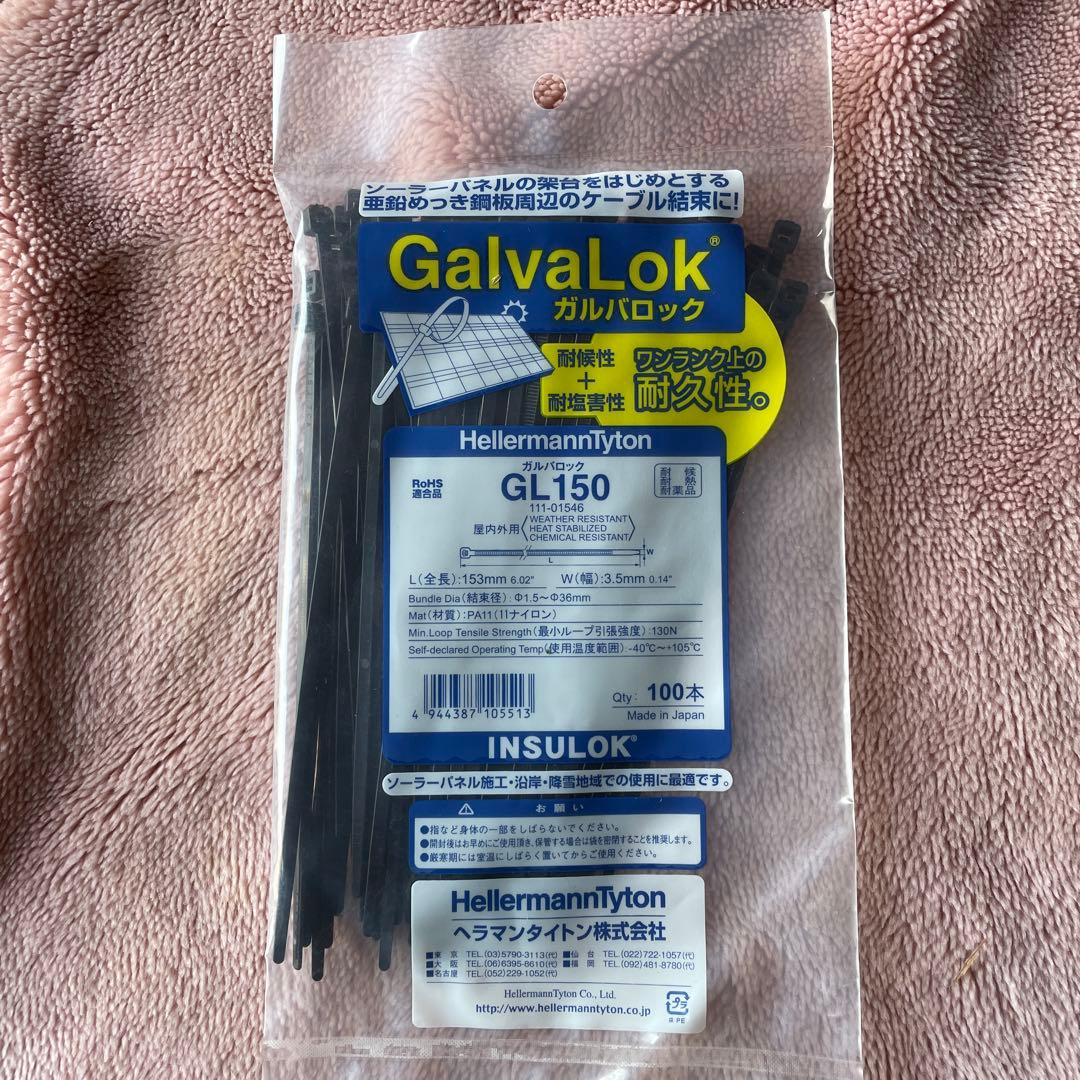 ソーラーパネルの架台をはじめとする
亜鉛めっき鋼板周辺のケーブル結束に!
GalvaLok®
ガルバロック
耐候性
+
耐塩害性
ワンランク上の
耐久性。
HellermannTyton
ガルバロック
RoHS
適合品
GL150
111-01546
耐候
耐熱
耐薬品
屋内外用
WEATHER RESISTANT
HEAT STABILIZED
CHEMICAL RESISTANT
W
L
L(全長):153mm 6.02" W(幅):3.5mm 0.14"
Bundle Dia(結束径):Φ1.5~Φ36mm
Mat(材質):PA11(11ナイロン)
Min.Loop Tensile Strength(最小ループ引張強度):130N
Self-declared Operating Temp(使用温度範囲):-40℃~+105℃
4 944387 105513
Qty: 100本
Made in Japan
INSULOK®
ソーラーパネル施工・沿岸・降雪地域での使用に最適です。
⚠ お願い
●指など身体の一部をしばらないでください。
●開封後はお早めにご使用頂き、保管する場合は袋を密閉することを推奨します。
●厳寒期には室温にしばらく置いてからご使用ください。
HellermannTyton
ヘラマンタイトン株式会社
■東京 TEL.(03)5790-3113(代) ■仙台 TEL.(022)722-1057(代)
■大阪 TEL.(06)6395-8610(代) ■福岡 TEL.(092)481-8780(代)
■名古屋 TEL.(052)229-1052(代)
HellermannTyton Co., Ltd.
http://www.hellermanntyton.co.jp
プラ
袋 PE